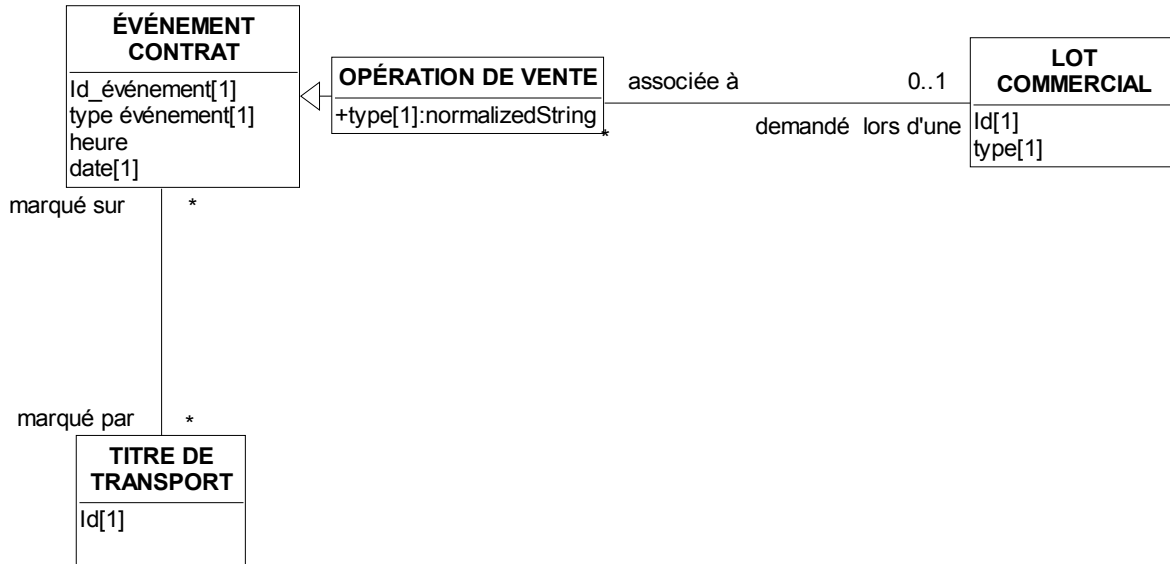 ÉVÉNEMENT
CONTRAT
Id_événement[1]
type événement[1]
heure
date[1]
OPÉRATION DE VENTE
+type[1]:normalizedString
*
associée à
0..1
demandé lors d'une
LOT
COMMERCIAL
Id[1]
type[1]
marqué sur
*
marqué par
*
TITRE DE
TRANSPORT
Id[1]